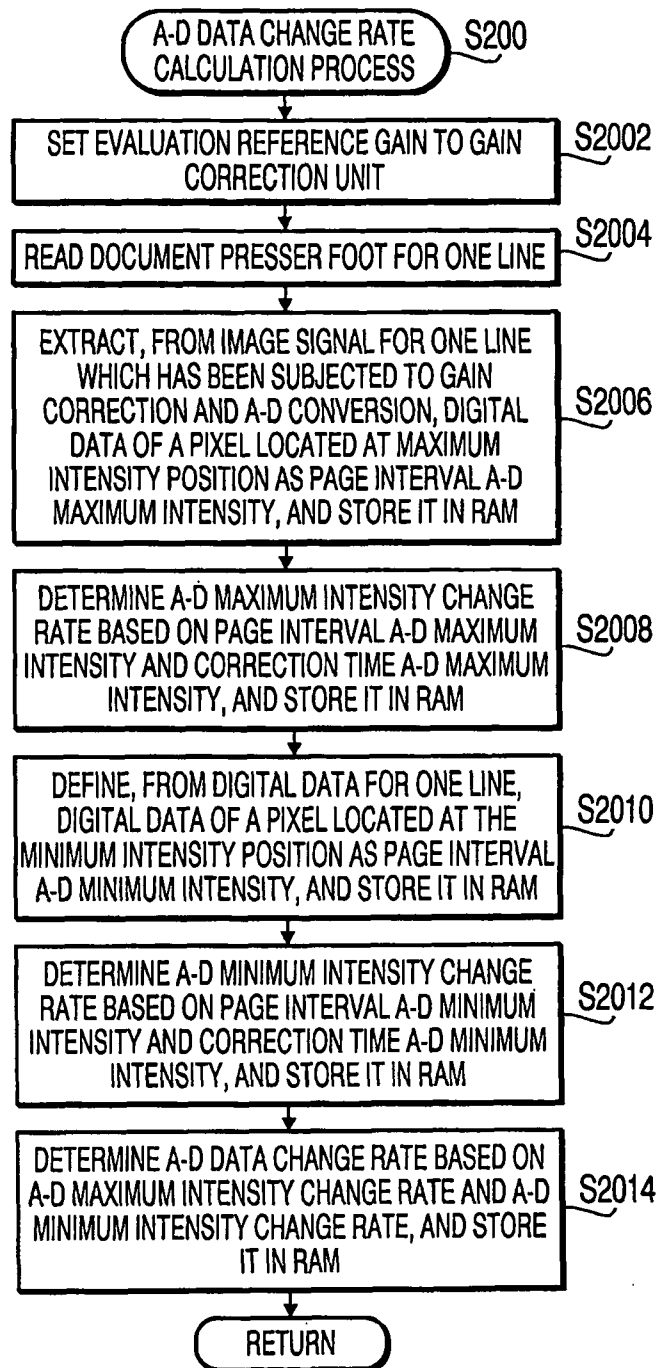 A-D DATA CHANGE RATE
CALCULATION PROCESS
S200
SET EVALUATION REFERENCE GAIN TO GAIN
CORRECTION UNIT
S2002
READ DOCUMENT PRESSER FOOT FOR ONE LINE
S2004
EXTRACT, FROM IMAGE SIGNAL FOR ONE LINE
WHICH HAS BEEN SUBJECTED TO GAIN
CORRECTION AND A-D CONVERSION, DIGITAL
DATA OF A PIXEL LOCATED AT MAXIMUM
INTENSITY POSITION AS PAGE INTERVAL A-D
MAXIMUM INTENSITY, AND STORE IT IN RAM
S2006
DETERMINE A-D MAXIMUM INTENSITY CHANGE
RATE BASED ON PAGE INTERVAL A-D MAXIMUM
INTENSITY AND CORRECTION TIME A-D MAXIMUM
INTENSITY, AND STORE IT IN RAM
S2008
DEFINE, FROM DIGITAL DATA FOR ONE LINE,
DIGITAL DATA OF A PIXEL LOCATED AT THE
MINIMUM INTENSITY POSITION AS PAGE INTERVAL
A-D MINIMUM INTENSITY, AND STORE IT IN RAM
S2010
DETERMINE A-D MINIMUM INTENSITY CHANGE
RATE BASED ON PAGE INTERVAL A-D MINIMUM
INTENSITY AND CORRECTION TIME A-D MINIMUM
INTENSITY, AND STORE IT IN RAM
S2012
DETERMINE A-D DATA CHANGE RATE BASED ON
A-D MAXIMUM INTENSITY CHANGE RATE AND A-D
MINIMUM INTENSITY CHANGE RATE, AND STORE
IT IN RAM
S2014
RETURN